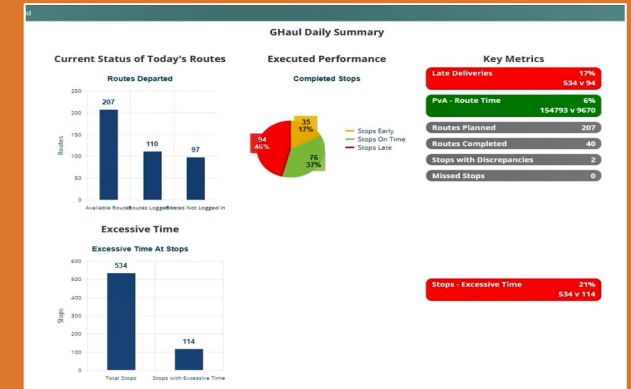 GHaul Daily Summary
Current Status of Today's Routes
Routes Departed
250
200
150
100
50
0
Routes
207
110
97
Available Routes
Routes Logged
Routes Not Logged in
Executed Performance
Completed Stops
35
17%
94
46%
76
37%
Stops Early
Stops On Time
Stops Late
Key Metrics
Late Deliveries 17%
534 v 94
PvA - Route Time 6%
154793 v 9670
Routes Planned 207
Routes Completed 40
Stops with Discrepancies 2
Missed Stops 0
Excessive Time
Excessive Time At Stops
600
500
400
300
200
100
0
Stops
534
114
Total Stops
Stops with Excessive Time
Stops - Excessive Time 21%
534 v 114